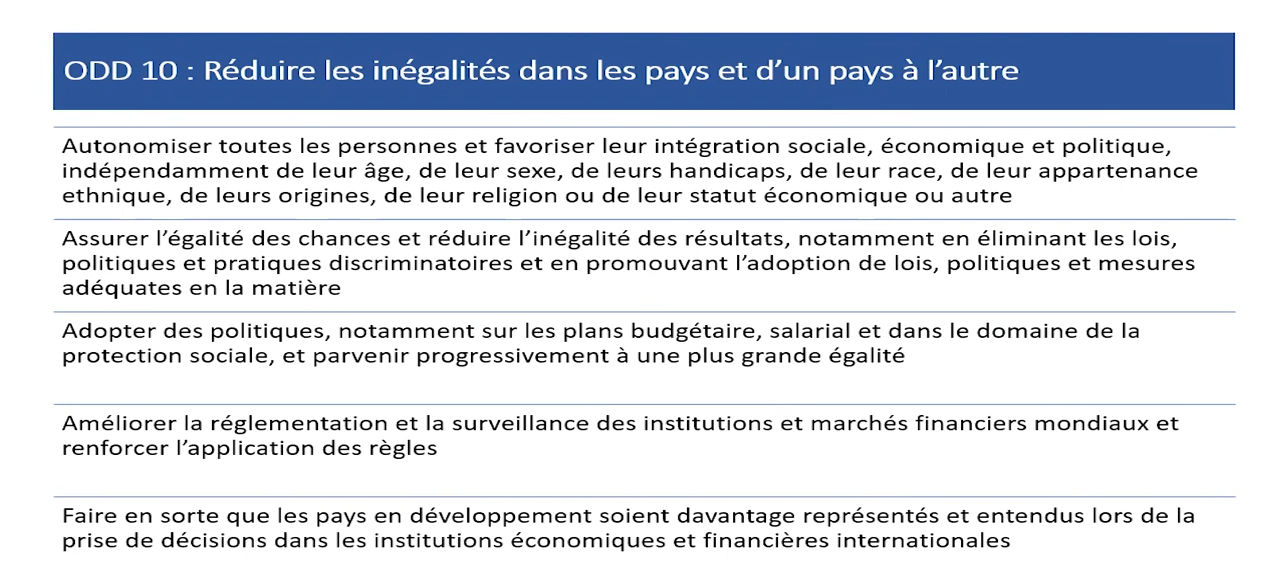 ODD 10 : Réduire les inégalités dans les pays et d’un pays à l’autre
Autonomiser toutes les personnes et favoriser leur intégration sociale, économique et politique,
indépendamment de leur âge, de leur sexe, de leurs handicaps, de leur race, de leur appartenance
ethnique, de leurs origines, de leur religion ou de leur statut économique ou autre
Assurer l’égalité des chances et réduire l’inégalité des résultats, notamment en éliminant les lois,
politiques et pratiques discriminatoires et en promouvant l’adoption de lois, politiques et mesures
adéquates en la matière
Adopter des politiques, notamment sur les plans budgétaire, salarial et dans le domaine de la
protection sociale, et parvenir progressivement à une plus grande égalité
Améliorer la réglementation et la surveillance des institutions et marchés financiers mondiaux et
renforcer l’application des règles
Faire en sorte que les pays en développement soient davantage représentés et entendus lors de la
prise de décisions dans les institutions économiques et financières internationales